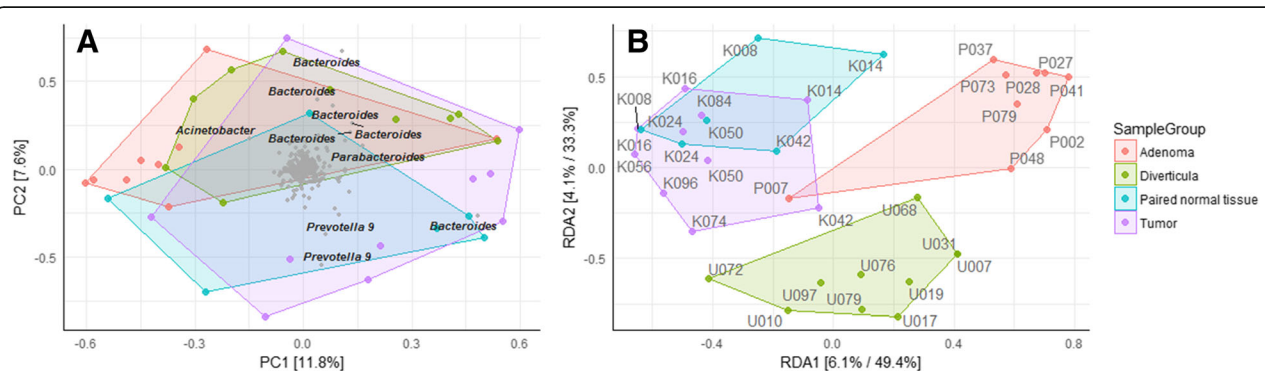 A
Bacteroides
Bacteroides
Bacteroides
Acinetobacter
Bacteroides
Bacteroides
Parabacteroides
Prevotella 9
Bacteroides
Prevotella 9
0.5
0.0
-0.5
PC2 [7.6%]
-0.6
-0.3
0.0
0.3
0.6
PC1 [11.8%]
B
K008
K014
K016
K014
K008
K084
K024
K050
K042
K016
K024
K056
K050
K096
K074
K042
P037
P027
P073
P028
P041
P079
P002
P048
P007
U068
U031
U007
U072
U076
U097
U079
U019
U010
U017
0.5
0.0
-0.5
RDA2 [4.1% / 33.3%]
-0.4
0.0
0.4
0.8
RDA1 [6.1% / 49.4%]
SampleGroup
Adenoma
Diverticula
Paired normal tissue
Tumor